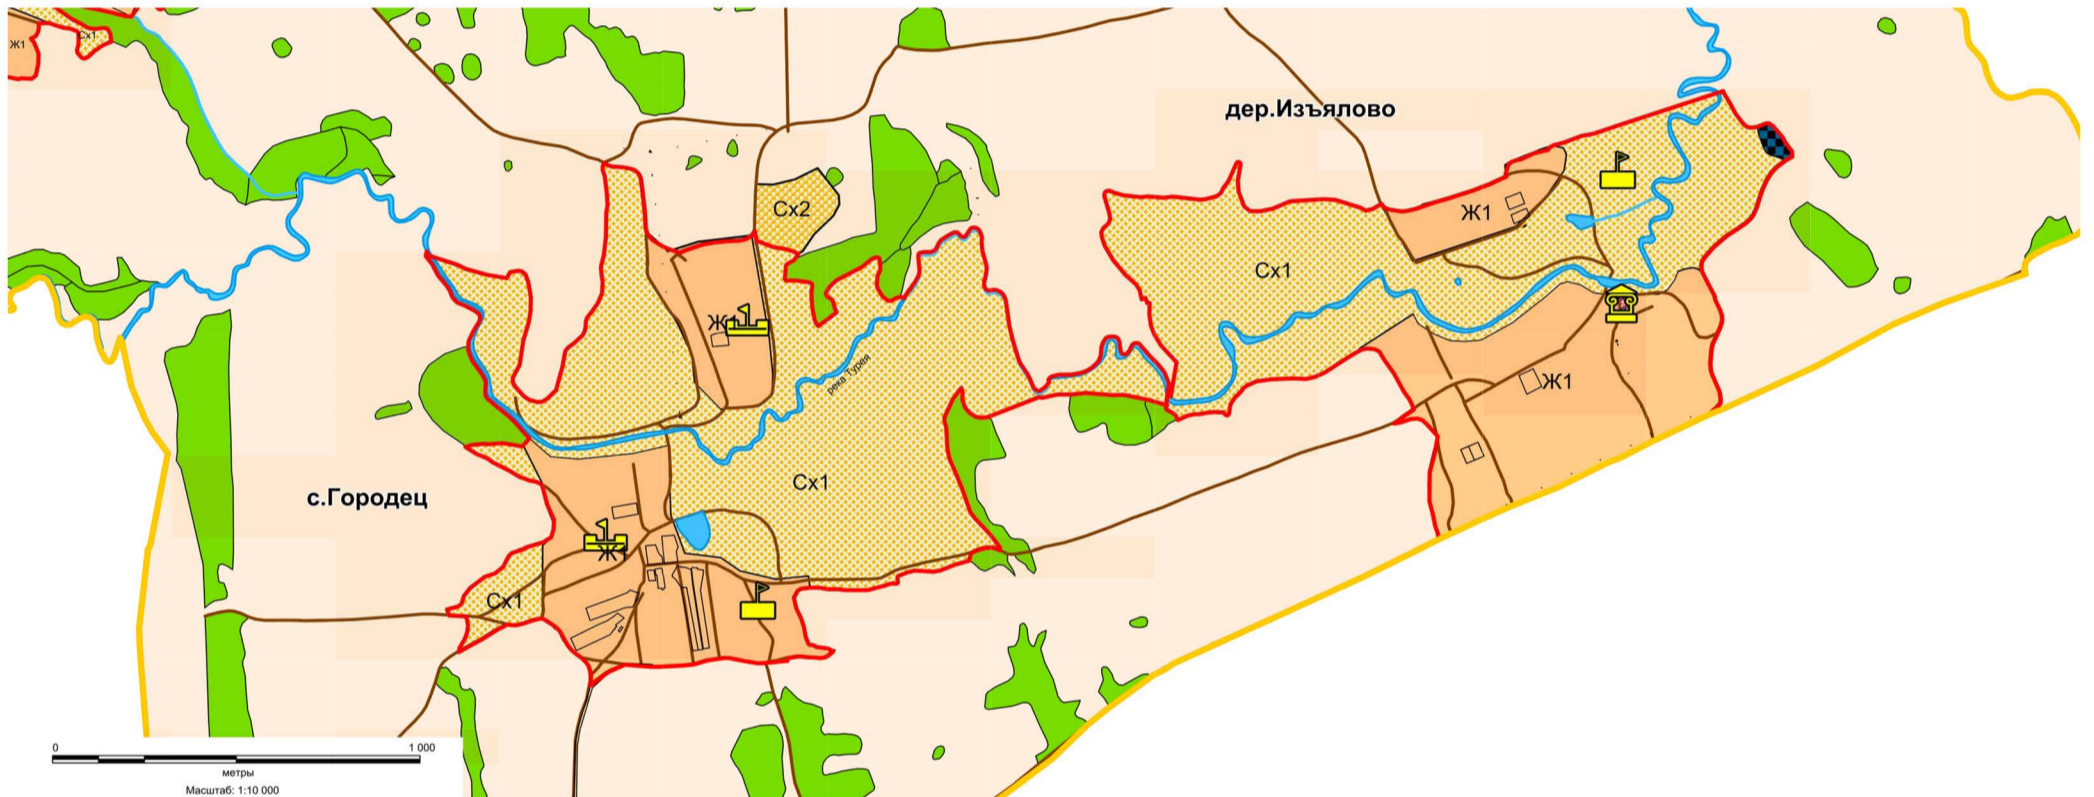 Ж1
Сх1
дер.Изъялово
Сх2
Ж1
Сх1
Ж1
река Турея
Ж1
Сх1
с.Городец
Ж1
Сх1
0 1 000
метры
Масштаб: 1:10 000